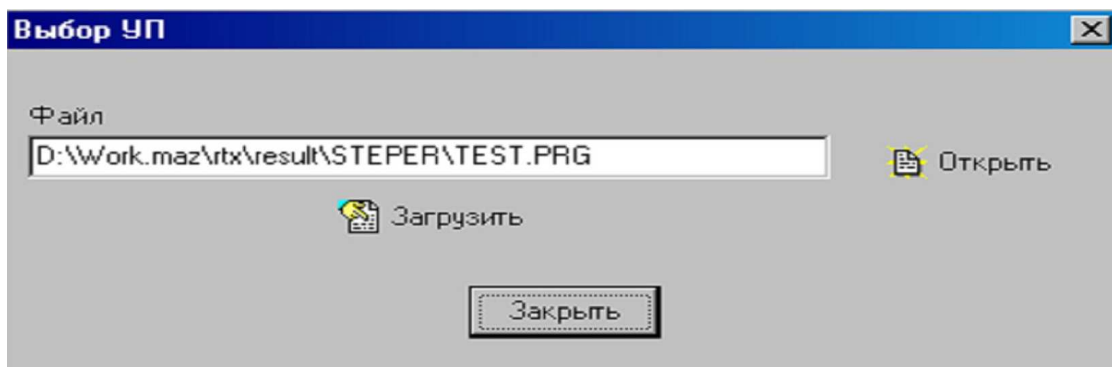 Выбор УП
Файл
D:\Work.maz\rtx\result\STEPER\TEST.PRG
Открыть
Загрузить
Закрыть